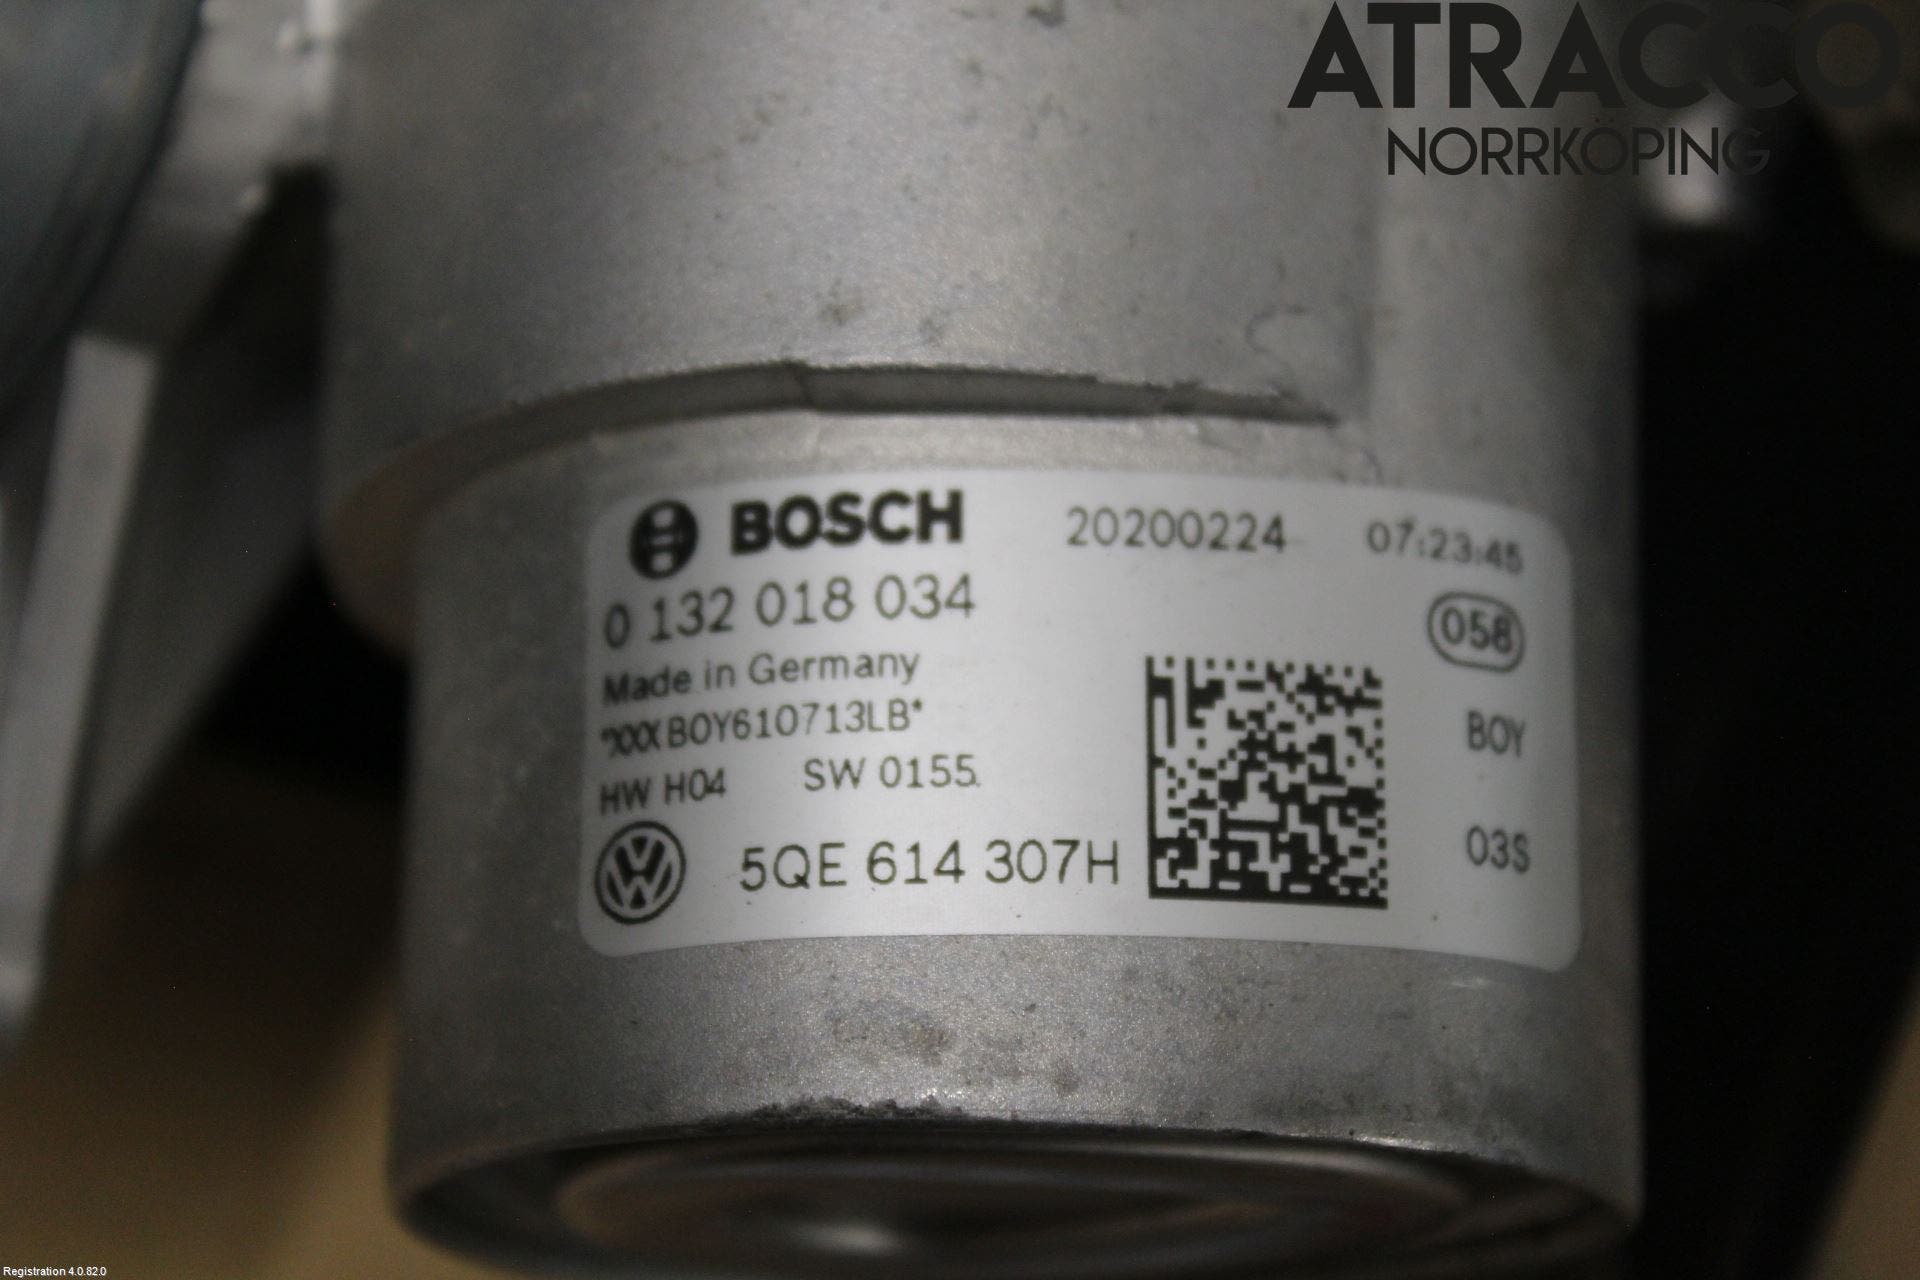 ATRACCO
NORRKÖPING
BOSCH 20200224 07:23:45
0 132 018 034
058
Made in Germany
*XXXBOY610713LB*
BOY
HW H04 SW 0155
5QE 614 307H
03S
Registration 4.0.82.0